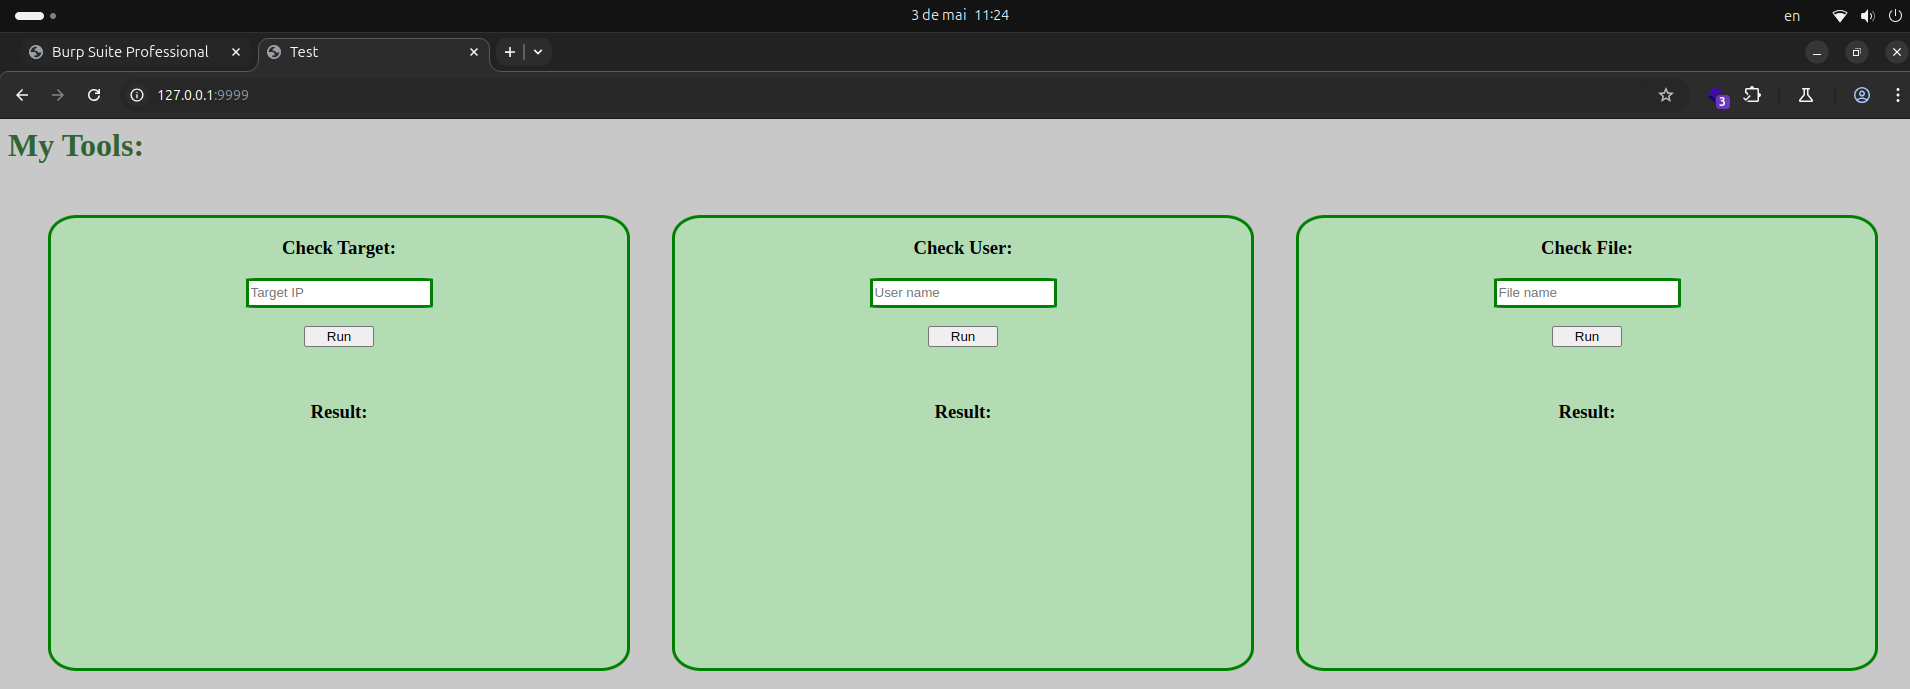 3 de mai 11:24
en
Burp Suite Professional
Test
127.0.0.1:9999
3
My Tools:
Check Target:
Target IP
Run
Result:
Check User:
User name
Run
Result:
Check File:
File name
Run
Result: